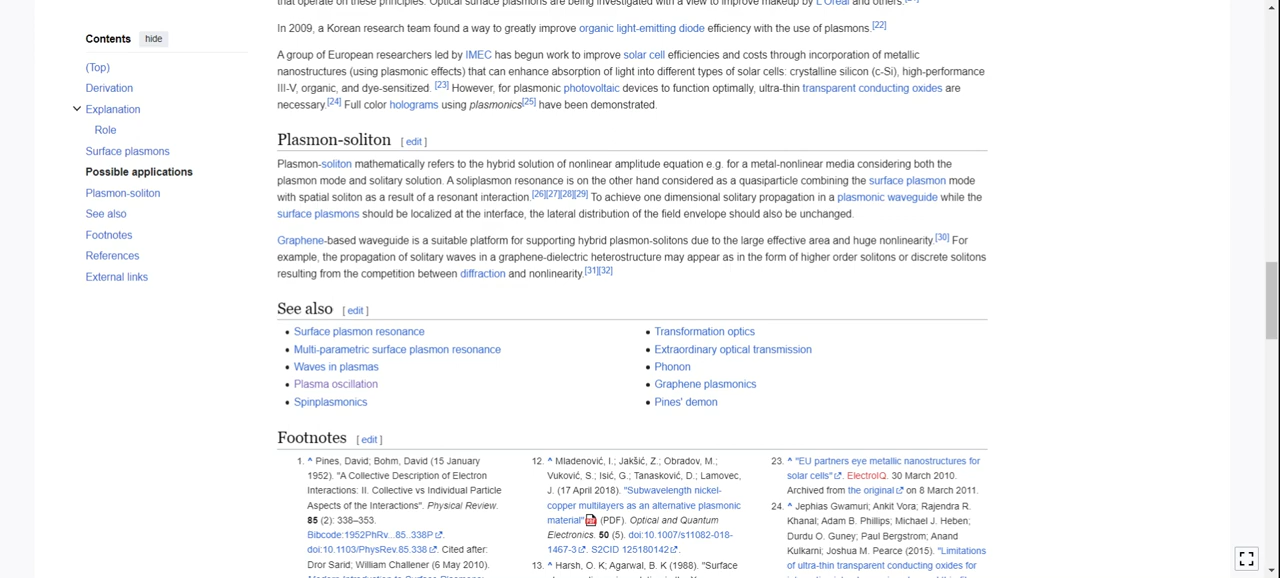 that operate on these principles. Optical surface plasmons are being investigated with a view to improve makeup by L'Oréal and others.
Contents hide
(Top)
Derivation
Explanation
Role
Surface plasmons
Possible applications
Plasmon-soliton
See also
Footnotes
References
External links
In 2009, a Korean research team found a way to greatly improve organic light-emitting diode efficiency with the use of plasmons.[22]
A group of European researchers led by IMEC has begun work to improve solar cell efficiencies and costs through incorporation of metallic
nanostructures (using plasmonic effects) that can enhance absorption of light into different types of solar cells: crystalline silicon (c-Si), high-performance
III-V, organic, and dye-sensitized. [23] However, for plasmonic photovoltaic devices to function optimally, ultra-thin transparent conducting oxides are
necessary.[24] Full color holograms using plasmonics[25] have been demonstrated.
Plasmon-soliton [ edit ]
Plasmon-soliton mathematically refers to the hybrid solution of nonlinear amplitude equation e.g. for a metal-nonlinear media considering both the
plasmon mode and solitary solution. A soliplasmon resonance is on the other hand considered as a quasiparticle combining the surface plasmon mode
with spatial soliton as a result of a resonant interaction.[26][27][28][29] To achieve one dimensional solitary propagation in a plasmonic waveguide while the
surface plasmons should be localized at the interface, the lateral distribution of the field envelope should also be unchanged.
Graphene-based waveguide is a suitable platform for supporting hybrid plasmon-solitons due to the large effective area and huge nonlinearity.[30] For
example, the propagation of solitary waves in a graphene-dielectric heterostructure may appear as in the form of higher order solitons or discrete solitons
resulting from the competition between diffraction and nonlinearity.[31][32]
See also [ edit ]
• Surface plasmon resonance
• Multi-parametric surface plasmon resonance
• Waves in plasmas
• Plasma oscillation
• Spinplasmonics
• Transformation optics
• Extraordinary optical transmission
• Phonon
• Graphene plasmonics
• Pines' demon
Footnotes [ edit ]
1. ^ Pines, David; Bohm, David (15 January
1952). "A Collective Description of Electron
Interactions: II. Collective vs Individual Particle
Aspects of the Interactions". Physical Review.
85 (2): 338–353.
Bibcode:1952PhRv...85..338P.
doi:10.1103/PhysRev.85.338. Cited after:
Dror Sarid; William Challener (6 May 2010).
Modern Introduction to Surface Plasmons:
12. ^ Mladenović, I.; Jakšić, Z.; Obradov, M.;
Vuković, S.; Isić, G.; Tanasković, D.; Lamovec,
J. (17 April 2018). "Subwavelength nickel-
copper multilayers as an alternative plasmonic
material" (PDF). Optical and Quantum
Electronics. 50 (5). doi:10.1007/s11082-018-
1467-3. S2CID 125180142.
13. ^ Harsh, O. K; Agarwal, B. K (1988). "Surface
23. ^ "EU partners eye metallic nanostructures for
solar cells". ElectroIQ. 30 March 2010.
Archived from the original on 8 March 2011.
24. ^ Jephias Gwamuri; Ankit Vora; Rajendra R.
Khanal; Adam B. Phillips; Michael J. Heben;
Durdu O. Guney; Paul Bergstrom; Anand
Kulkarni; Joshua M. Pearce (2015). "Limitations
of ultra-thin transparent conducting oxides for